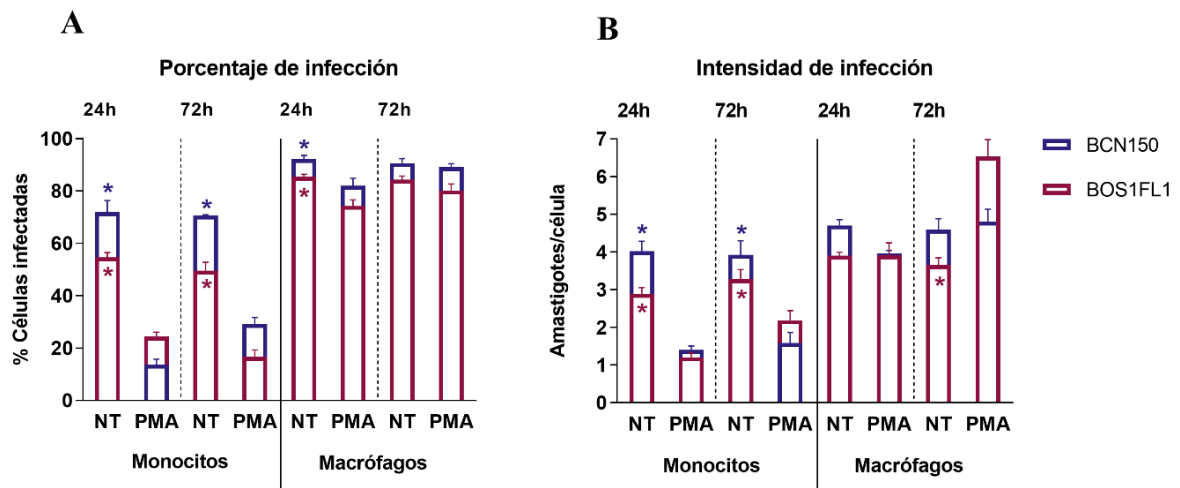 A
Porcentaje de infección
24h 72h 24h 72h
% Células infectadas
100
80
60
40
20
0
* * * * * *
NT PMA NT PMA NT PMA NT PMA
Monocitos Macrófagos
B
Intensidad de infección
24h 72h 24h 72h
Amastigotes/célula
7
6
5
4
3
2
1
0
* * * * *
NT PMA NT PMA NT PMA NT PMA
Monocitos Macrófagos
BCN150
BOS1FL1